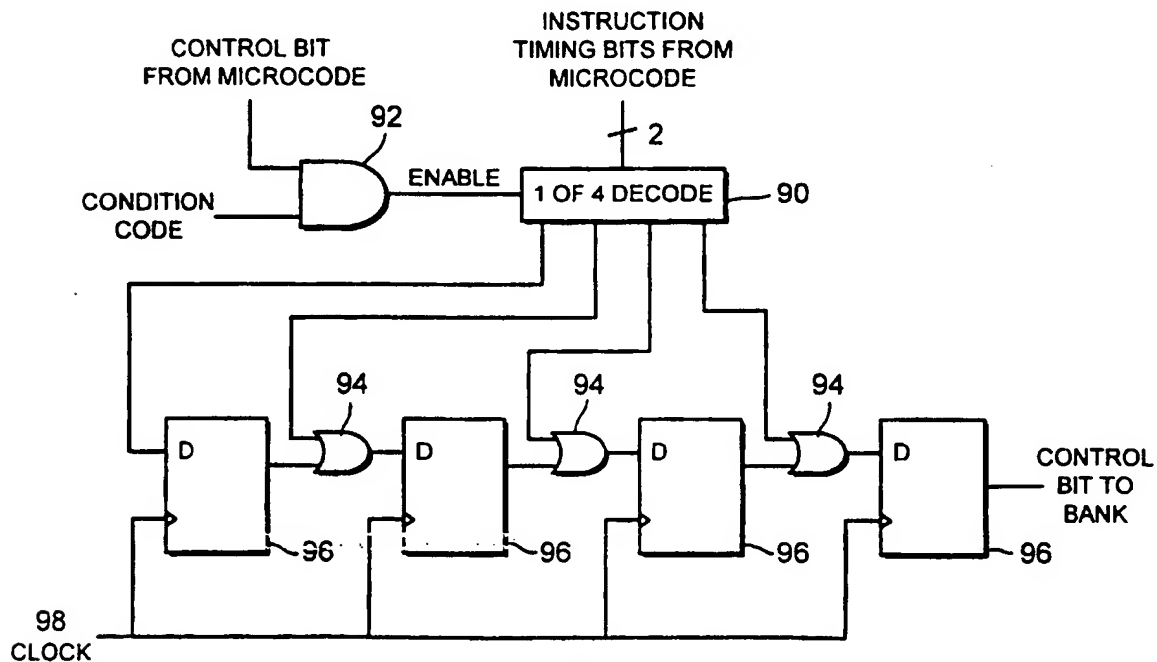 CONTROL BIT
FROM MICROCODE
INSTRUCTION
TIMING BITS FROM
MICROCODE
92
2
CONDITION
CODE
ENABLE
1 OF 4 DECODE
90
94
94
94
D
D
D
D
CONTROL
BIT TO
BANK
96
96
96
96
98
CLOCK